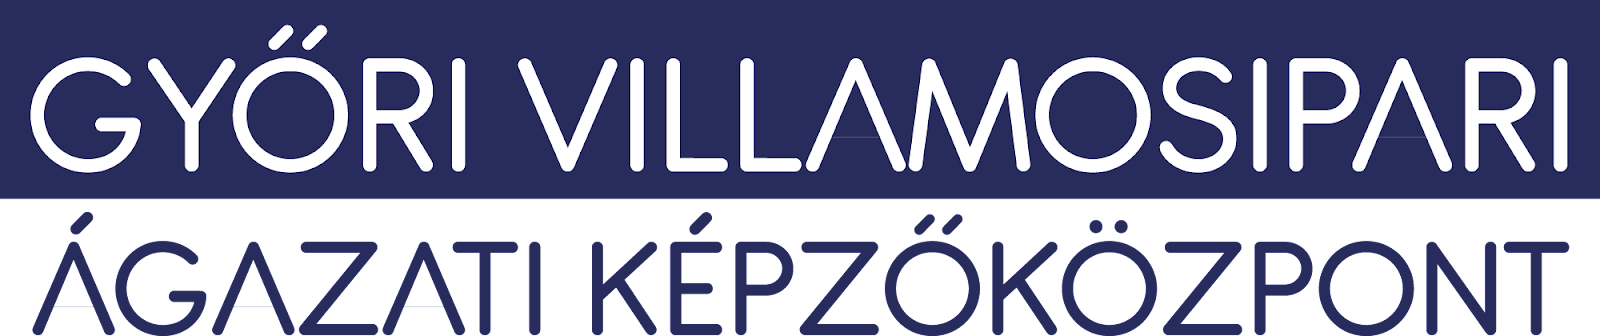 GYŐRI VILLAMOSIPARI
ÁGAZATI KÉPZŐKÖZPONT